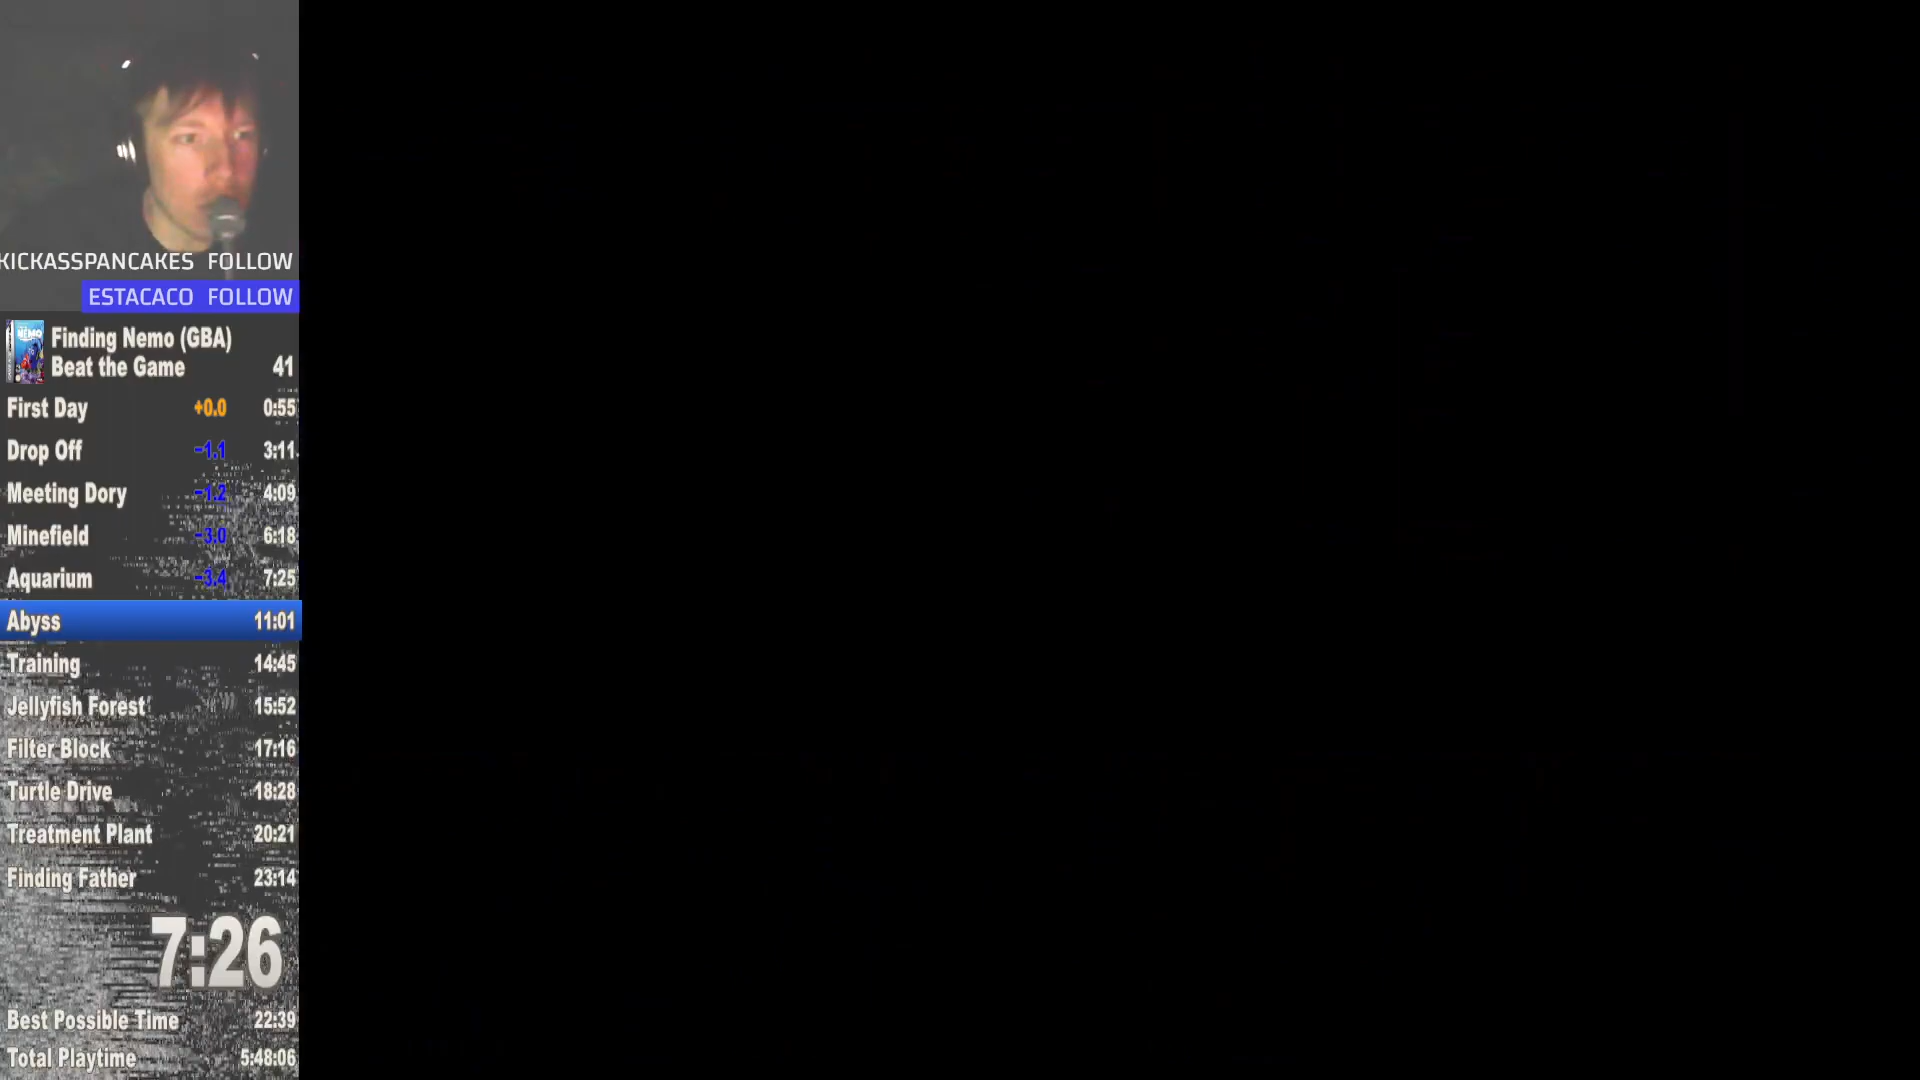 KICKASSPANCAKES FOLLOW
ESTACACO FOLLOW
NEMO
Finding Nemo (GBA)
Beat the Game 41
First Day +0.0 0:55
Drop Off −1.1 3:11
Meeting Dory −1.2 4:09
Minefield −3.0 6:18
Aquarium −3.4 7:25
Abyss 11:01
Training 14:45
Jellyfish Forest 15:52
Filter Block 17:16
Turtle Drive 18:28
Treatment Plant 20:21
Finding Father 23:14
7:26
Best Possible Time 22:39
Total Playtime 5:48:06